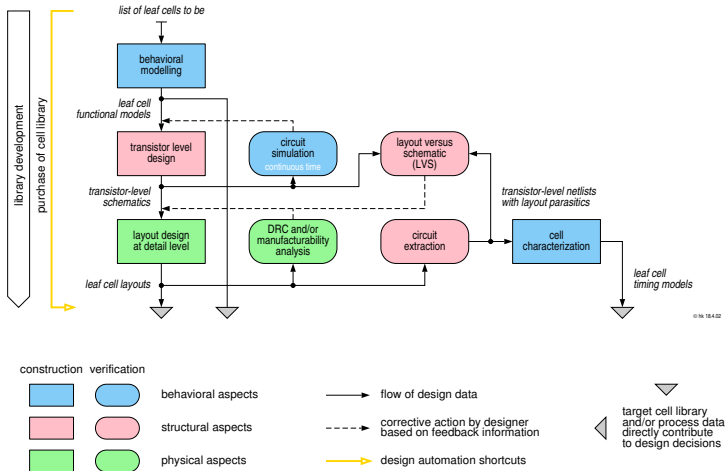 list of leaf cells to be
behavioral
modelling
leaf cell
functional models
transistor level
design
circuit
simulation
continuous time
layout versus
schematic
(LVS)
transistor-level
schematics
transistor-level netlists
with layout parasitics
layout design
at detail level
DRC and/or
manufacturability
analysis
circuit
extraction
cell
characterization
leaf cell layouts
leaf cell
timing models
library development
purchase of cell library
© hk 18.4.02
construction
verification
behavioral aspects
flow of design data
structural aspects
corrective action by designer
based on feedback information
physical aspects
design automation shortcuts
target cell library
and/or process data
directly contribute
to design decisions